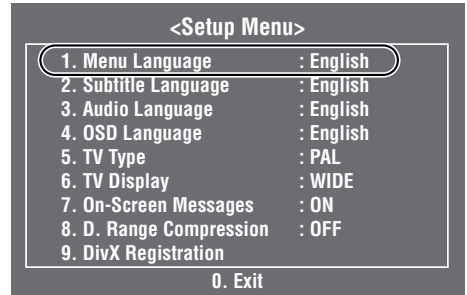 <Setup Menu>
1. Menu Language : English
2. Subtitle Language : English
3. Audio Language : English
4. OSD Language : English
5. TV Type : PAL
6. TV Display : WIDE
7. On-Screen Messages : ON
8. D. Range Compression : OFF
9. DivX Registration
0. Exit